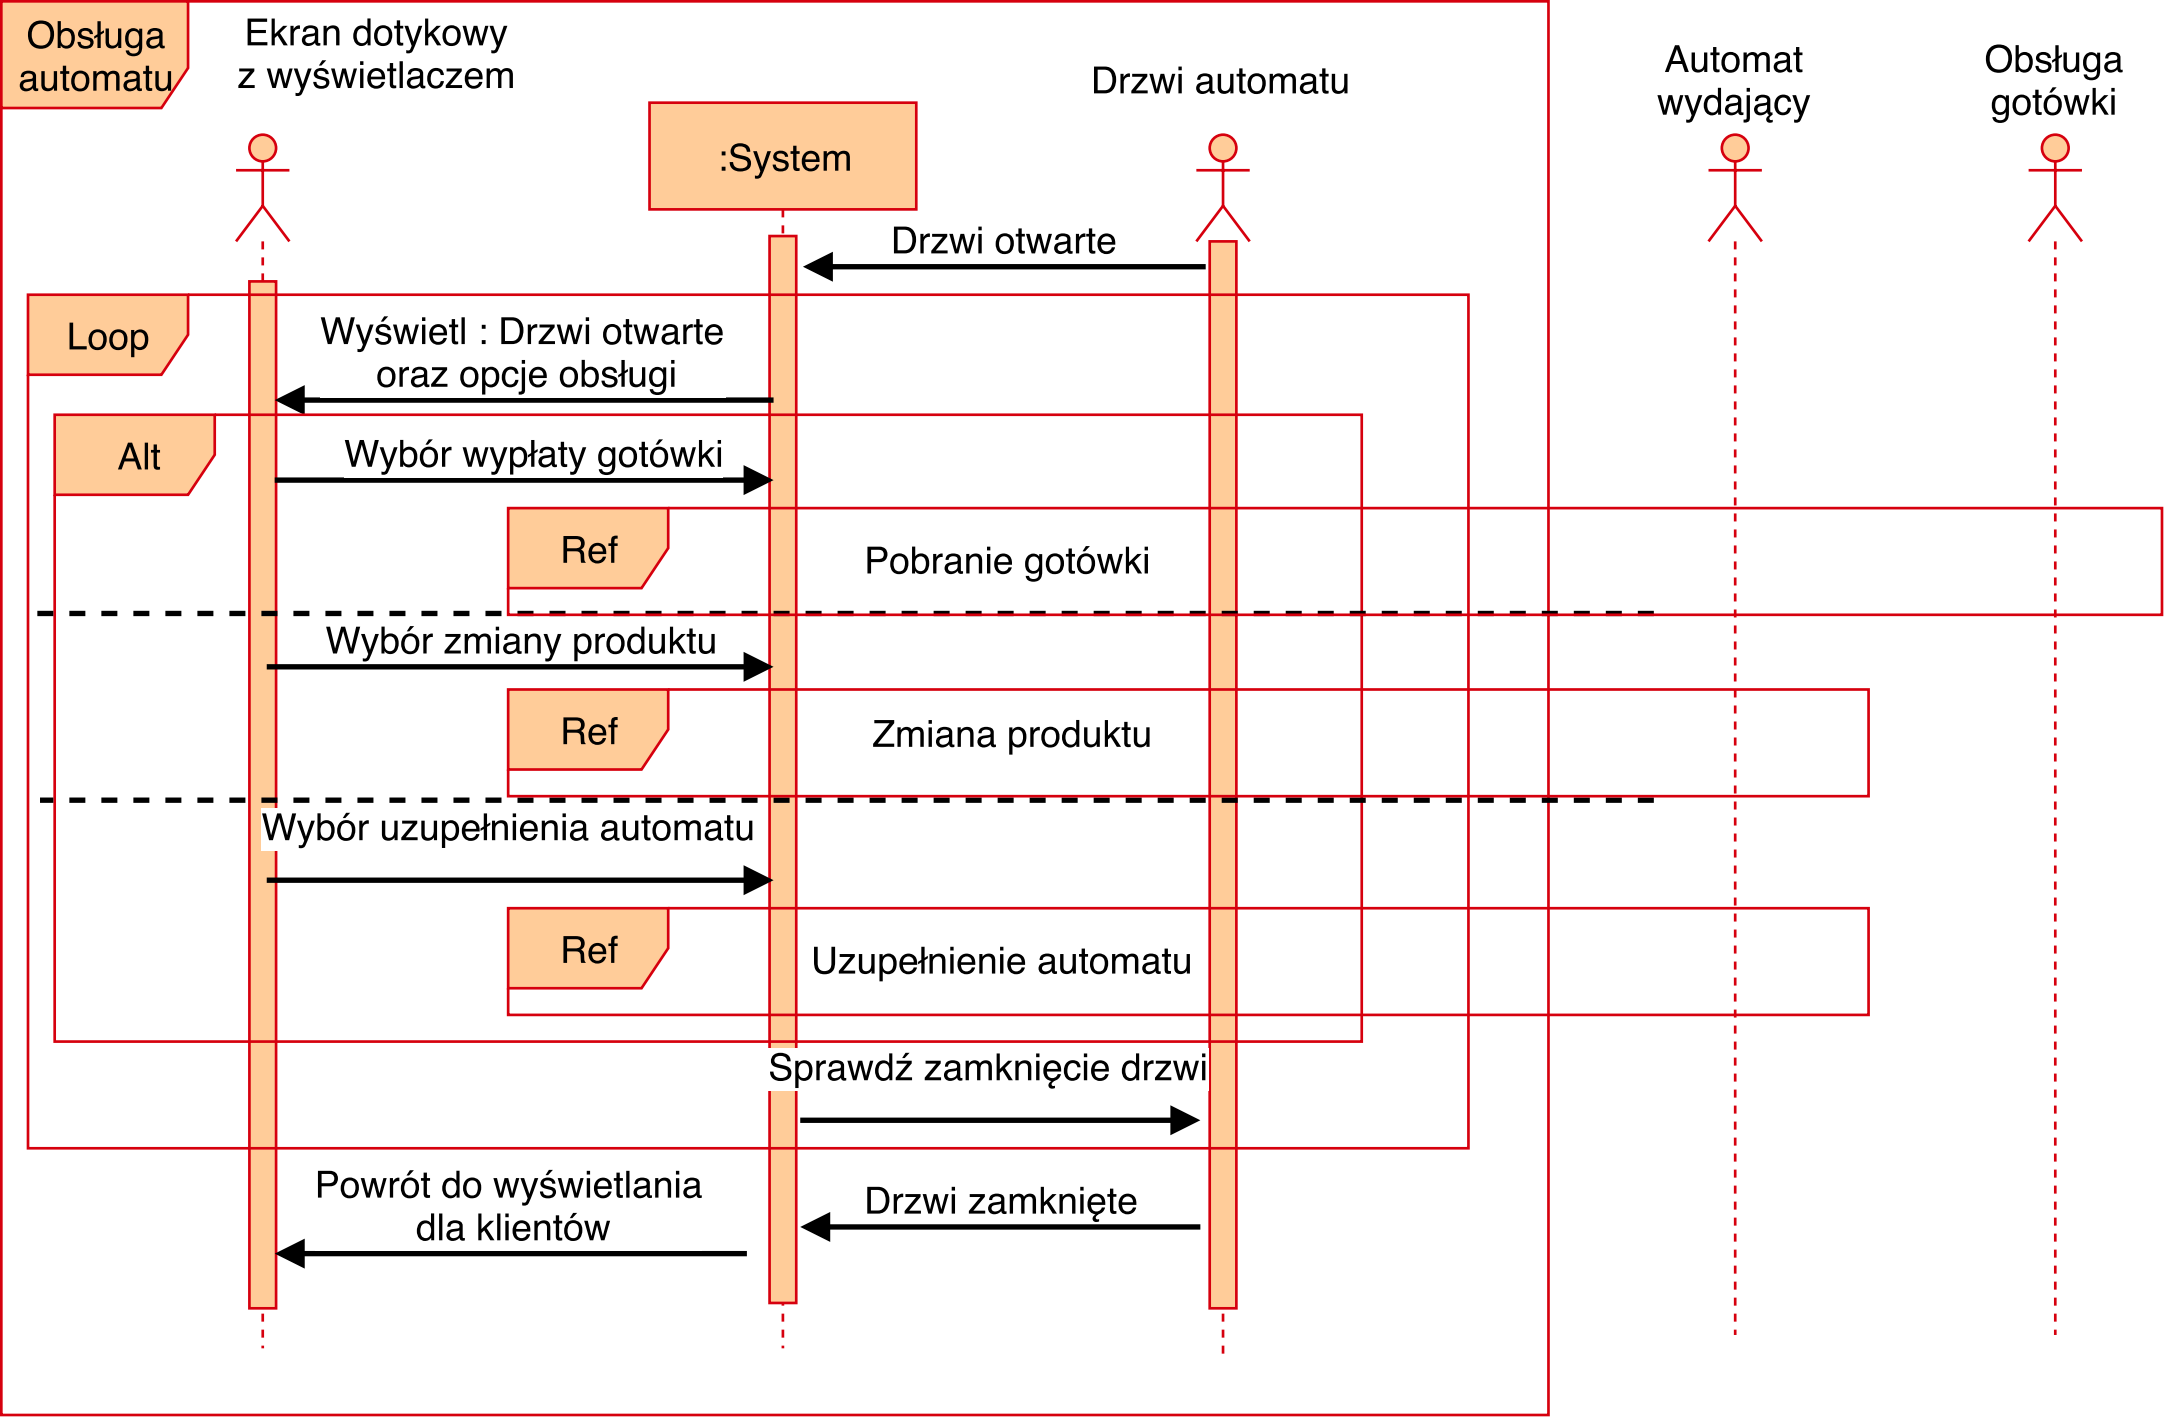 Obsługa
automatu
Ekran dotykowy
z wyświetlaczem
:System
Drzwi automatu
Automat
wydający
Obsługa
gotówki
Drzwi otwarte
Loop
Wyświetl : Drzwi otwarte
oraz opcje obsługi
Alt
Wybór wypłaty gotówki
Ref
Pobranie gotówki
Wybór zmiany produktu
Ref
Zmiana produktu
Wybór uzupełnienia automatu
Ref
Uzupełnienie automatu
Sprawdź zamknięcie drzwi
Powrót do wyświetlania
dla klientów
Drzwi zamknięte